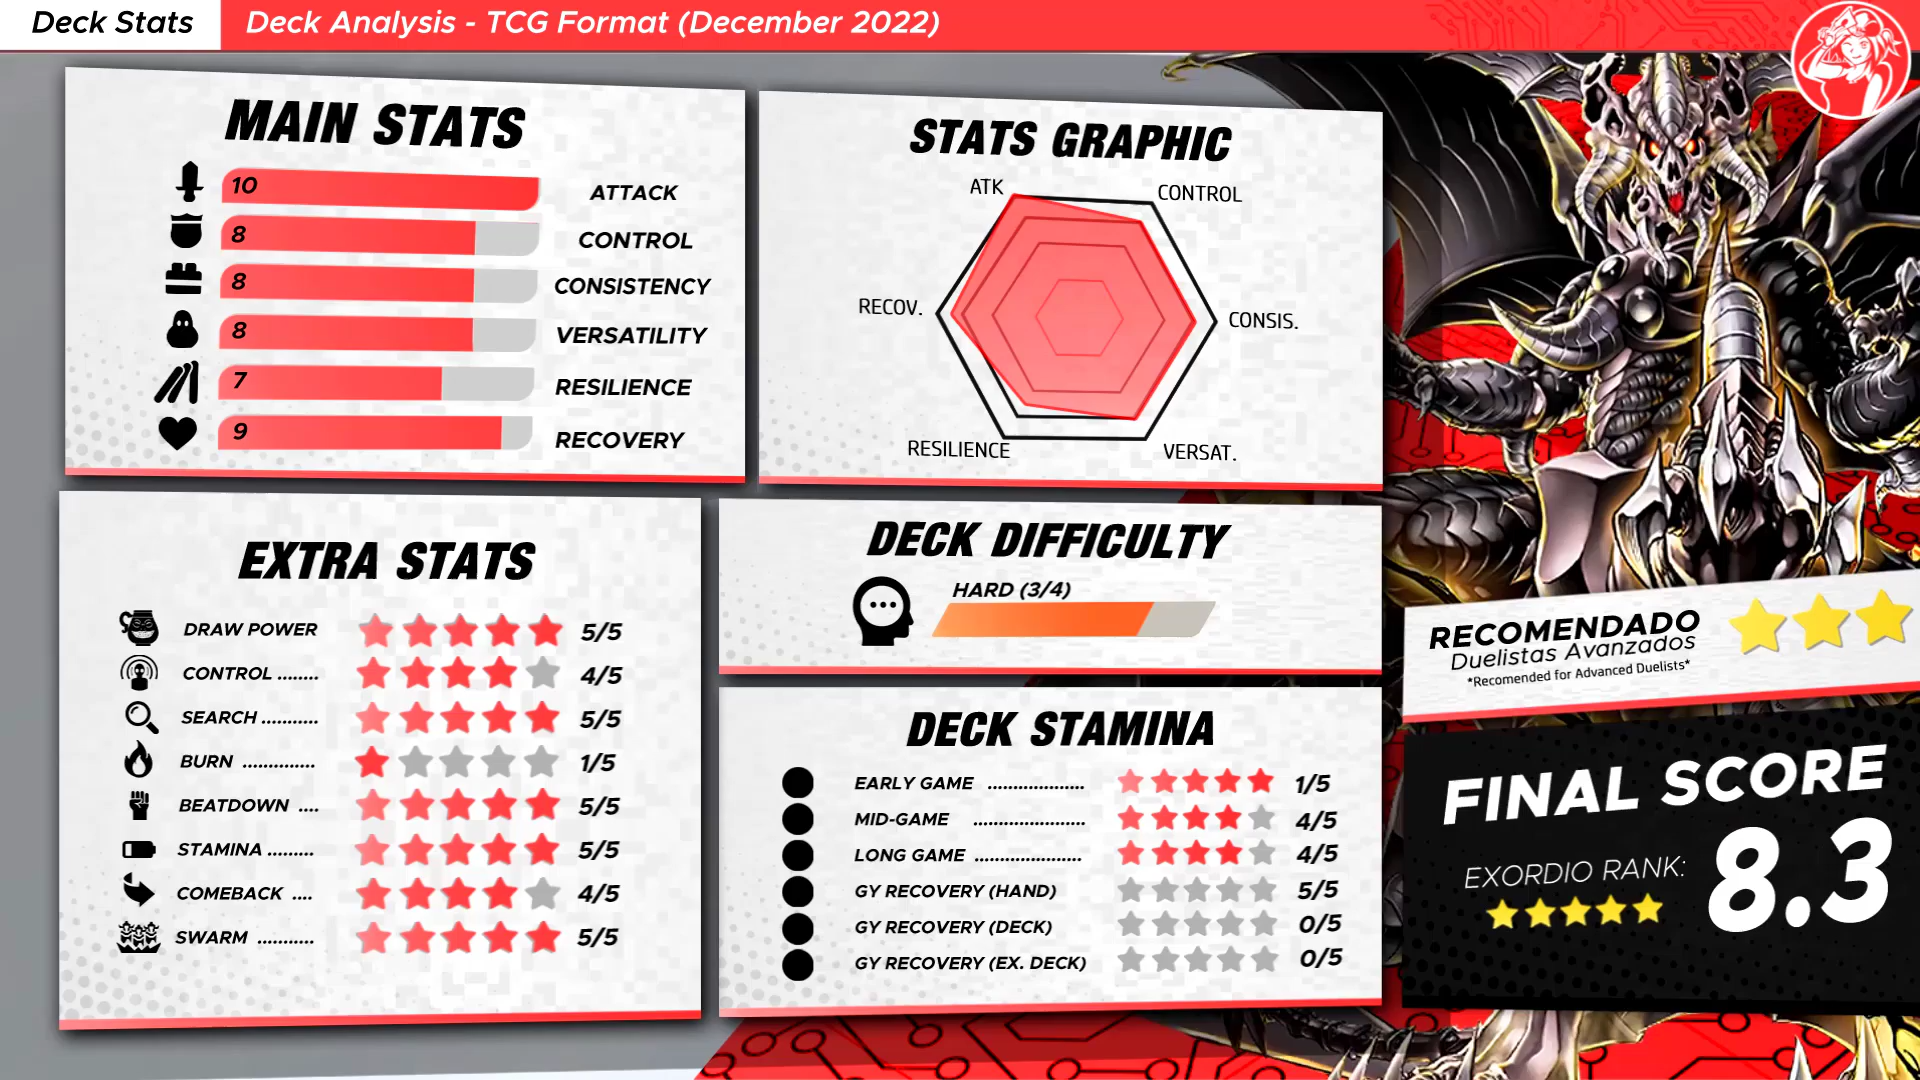 Deck Stats
Deck Analysis - TCG Format (December 2022)
MAIN STATS
10 ATTACK
8 CONTROL
8 CONSISTENCY
8 VERSATILITY
7 RESILIENCE
9 RECOVERY
STATS GRAPHIC
ATK
CONTROL
RECOV.
CONSIS.
RESILIENCE
VERSAT.
EXTRA STATS
DRAW POWER 5/5
CONTROL ........ 4/5
SEARCH ........... 5/5
BURN .............. 1/5
BEATDOWN .... 5/5
STAMINA ......... 5/5
COMEBACK .... 4/5
SWARM ........... 5/5
DECK DIFFICULTY
HARD (3/4)
DECK STAMINA
EARLY GAME ................... 1/5
MID-GAME ...................... 4/5
LONG GAME ..................... 4/5
GY RECOVERY (HAND) 5/5
GY RECOVERY (DECK) 0/5
GY RECOVERY (EX. DECK) 0/5
RECOMENDADO
Duelistas Avanzados
*Recomended for Advanced Duelists*
FINAL SCORE
EXORDIO RANK:
8.3